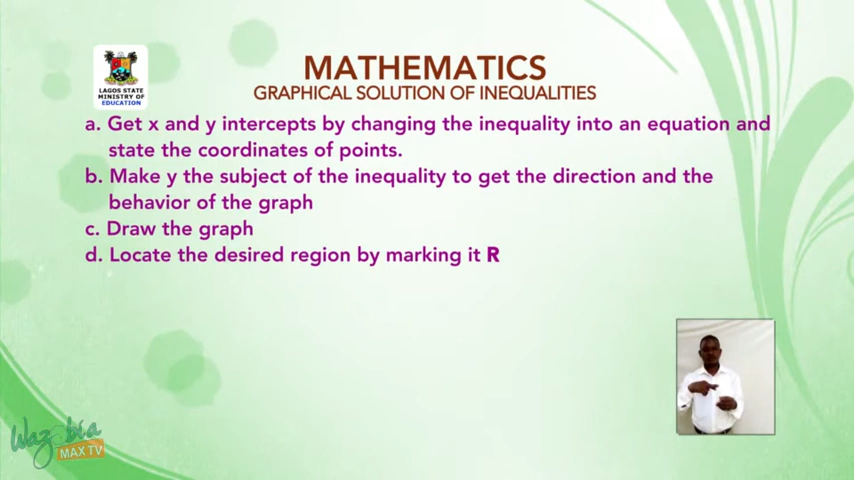 LAGOS STATE
MINISTRY OF
EDUCATION
MATHEMATICS
GRAPHICAL SOLUTION OF INEQUALITIES
a. Get x and y intercepts by changing the inequality into an equation and
state the coordinates of points.
b. Make y the subject of the inequality to get the direction and the
behavior of the graph
c. Draw the graph
d. Locate the desired region by marking it R
Wazobia
MAX TV